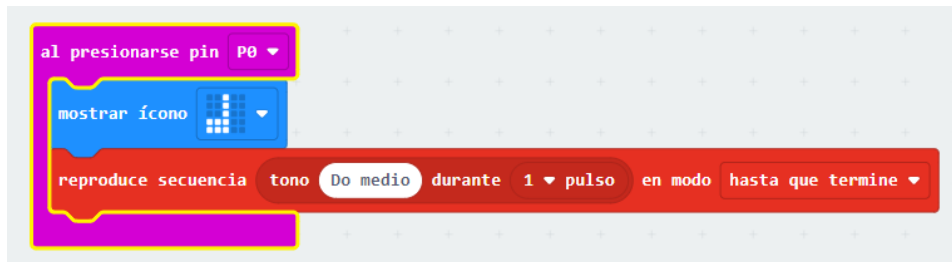 al presionarse pin P0
mostrar ícono
reproduce secuencia tono Do medio durante 1 pulso en modo hasta que termine